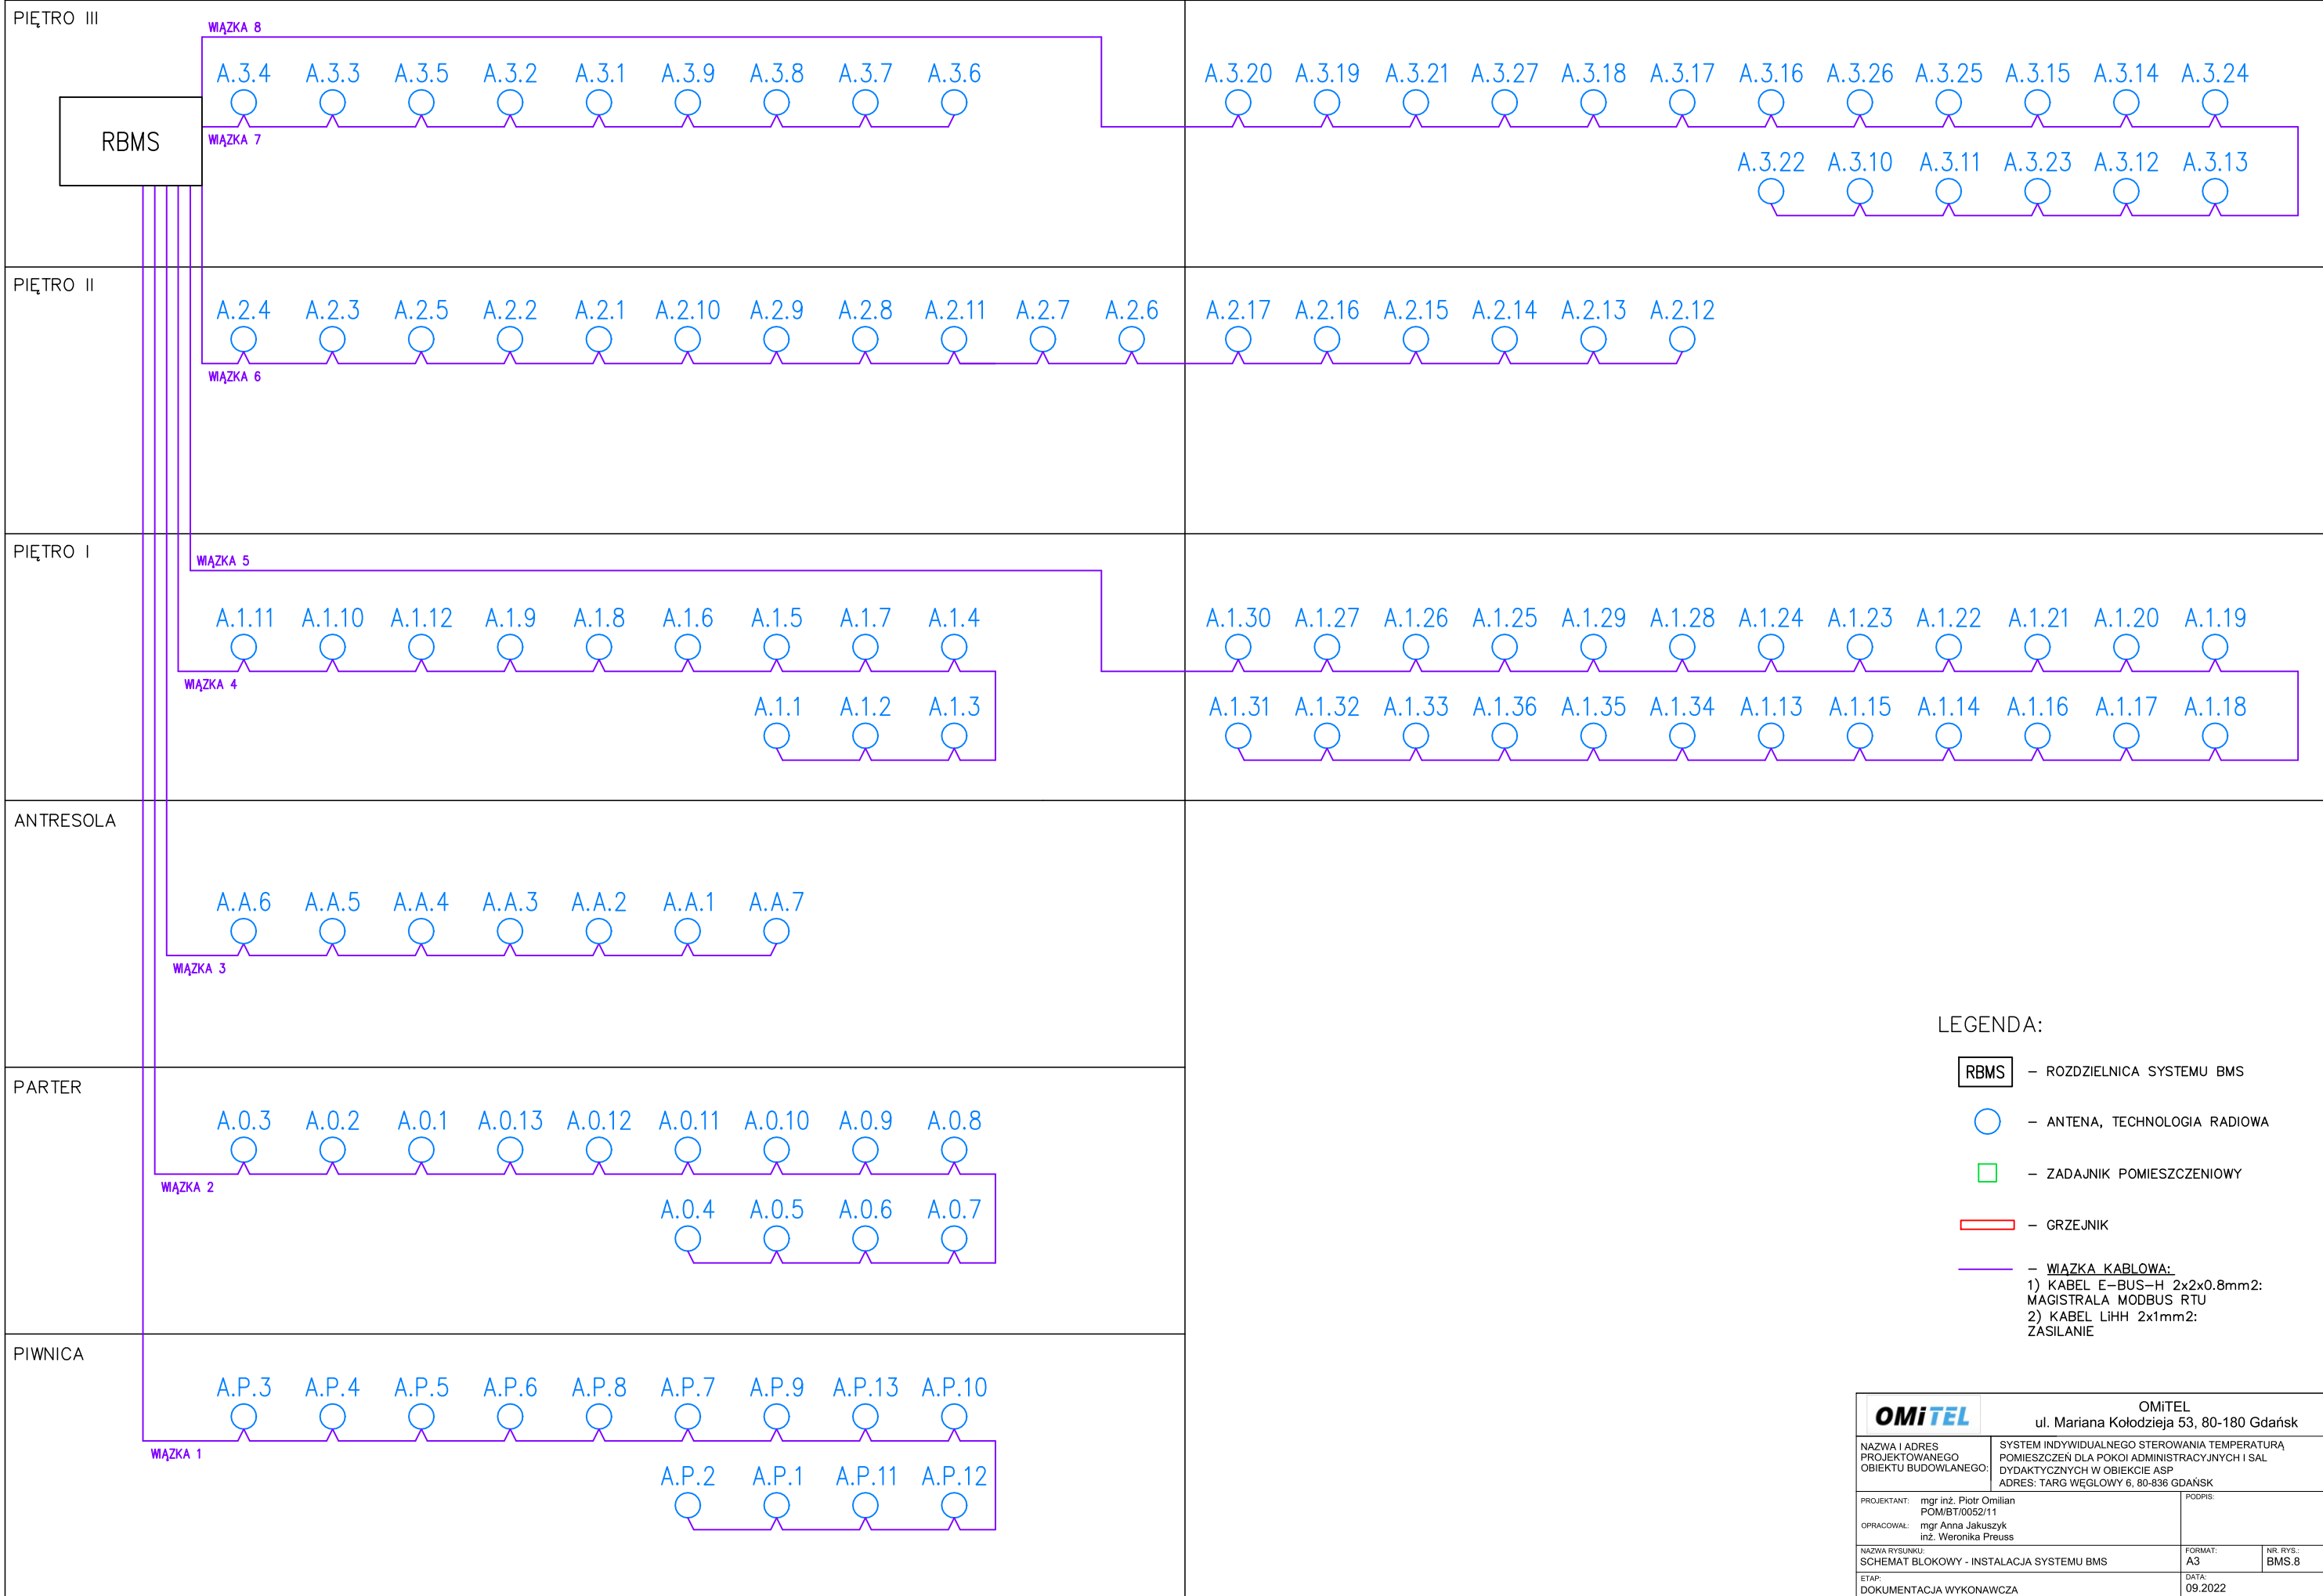 PIĘTRO III
WIĄZKA 8
A.3.4 A.3.3 A.3.5 A.3.2 A.3.1 A.3.9 A.3.8 A.3.7 A.3.6 A.3.20 A.3.19 A.3.21 A.3.27 A.3.18 A.3.17 A.3.16 A.3.26 A.3.25 A.3.15 A.3.14 A.3.24
RBMS
WIĄZKA 7
A.3.22 A.3.10 A.3.11 A.3.23 A.3.12 A.3.13
PIĘTRO II
A.2.4 A.2.3 A.2.5 A.2.2 A.2.1 A.2.10 A.2.9 A.2.8 A.2.11 A.2.7 A.2.6 A.2.17 A.2.16 A.2.15 A.2.14 A.2.13 A.2.12
WIĄZKA 6
PIĘTRO I
WIĄZKA 5
A.1.11 A.1.10 A.1.12 A.1.9 A.1.8 A.1.6 A.1.5 A.1.7 A.1.4 A.1.30 A.1.27 A.1.26 A.1.25 A.1.29 A.1.28 A.1.24 A.1.23 A.1.22 A.1.21 A.1.20 A.1.19
WIĄZKA 4
A.1.1 A.1.2 A.1.3 A.1.31 A.1.32 A.1.33 A.1.36 A.1.35 A.1.34 A.1.13 A.1.15 A.1.14 A.1.16 A.1.17 A.1.18
ANTRESOLA
A.A.6 A.A.5 A.A.4 A.A.3 A.A.2 A.A.1 A.A.7
WIĄZKA 3
PARTER
A.0.3 A.0.2 A.0.1 A.0.13 A.0.12 A.0.11 A.0.10 A.0.9 A.0.8
WIĄZKA 2
A.0.4 A.0.5 A.0.6 A.0.7
PIWNICA
A.P.3 A.P.4 A.P.5 A.P.6 A.P.8 A.P.7 A.P.9 A.P.13 A.P.10
WIĄZKA 1
A.P.2 A.P.1 A.P.11 A.P.12
LEGENDA:
RBMS – ROZDZIELNICA SYSTEMU BMS
– ANTENA, TECHNOLOGIA RADIOWA
– ZADAJNIK POMIESZCZENIOWY
– GRZEJNIK
– WIĄZKA KABLOWA:
1) KABEL E–BUS–H 2x2x0.8mm2:
MAGISTRALA MODBUS RTU
2) KABEL LiHH 2x1mm2:
ZASILANIE
OMiTEL
OMiTEL
ul. Mariana Kołodzieja 53, 80-180 Gdańsk
NAZWA I ADRES
PROJEKTOWANEGO
OBIEKTU BUDOWLANEGO:
SYSTEM INDYWIDUALNEGO STEROWANIA TEMPERATURĄ
POMIESZCZEŃ DLA POKOI ADMINISTRACYJNYCH I SAL
DYDAKTYCZNYCH W OBIEKCIE ASP
ADRES: TARG WĘGLOWY 6, 80-836 GDAŃSK
PROJEKTANT: mgr inż. Piotr Omilian
POM/BT/0052/11
OPRACOWAŁ: mgr Anna Jakuszyk
inż. Weronika Preuss
PODPIS:
NAZWA RYSUNKU:
SCHEMAT BLOKOWY - INSTALACJA SYSTEMU BMS
FORMAT:
A3
NR. RYS.:
BMS.8
ETAP:
DOKUMENTACJA WYKONAWCZA
DATA:
09.2022